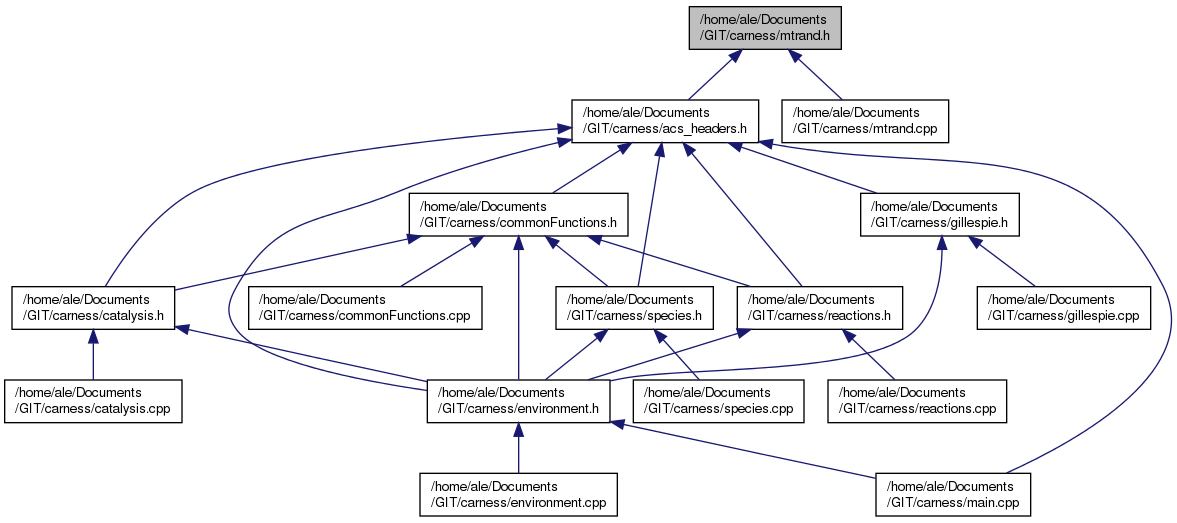 /home/ale/Documents
/GIT/carness/mtrand.h
/home/ale/Documents
/GIT/carness/acs_headers.h
/home/ale/Documents
/GIT/carness/mtrand.cpp
/home/ale/Documents
/GIT/carness/commonFunctions.h
/home/ale/Documents
/GIT/carness/gillespie.h
/home/ale/Documents
/GIT/carness/catalysis.h
/home/ale/Documents
/GIT/carness/commonFunctions.cpp
/home/ale/Documents
/GIT/carness/species.h
/home/ale/Documents
/GIT/carness/reactions.h
/home/ale/Documents
/GIT/carness/gillespie.cpp
/home/ale/Documents
/GIT/carness/catalysis.cpp
/home/ale/Documents
/GIT/carness/environment.h
/home/ale/Documents
/GIT/carness/species.cpp
/home/ale/Documents
/GIT/carness/reactions.cpp
/home/ale/Documents
/GIT/carness/environment.cpp
/home/ale/Documents
/GIT/carness/main.cpp